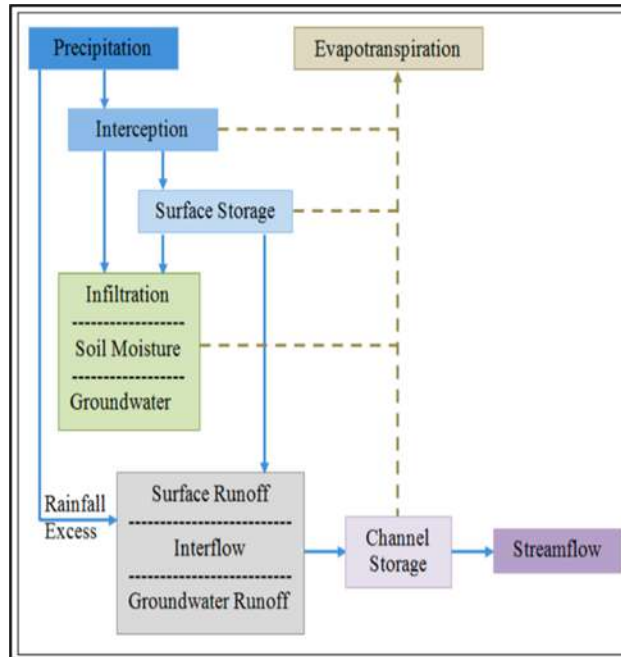 Precipitation
Evapotranspiration
Interception
Surface Storage
Infiltration
Soil Moisture
Groundwater
Rainfall
Excess
Surface Runoff
Interflow
Groundwater Runoff
Channel
Storage
Streamflow